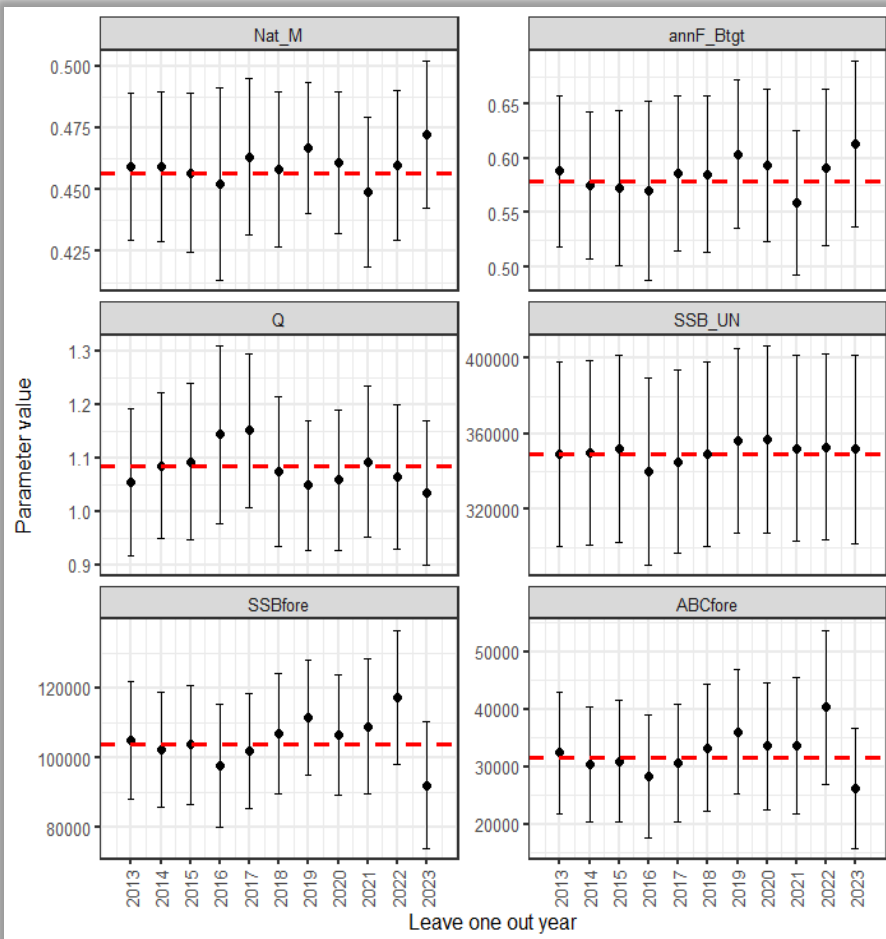 Nat_M
annF_Btgt
0.500
0.475
0.450
0.425
0.65
0.60
0.55
0.50
Q
SSB_UN
1.3
1.2
1.1
1.0
0.9
400000
360000
320000
SSBfore
ABCfore
120000
100000
80000
50000
40000
30000
20000
Parameter value
2013 2014 2015 2016 2017 2018 2019 2020 2021 2022 2023
2013 2014 2015 2016 2017 2018 2019 2020 2021 2022 2023
Leave one out year